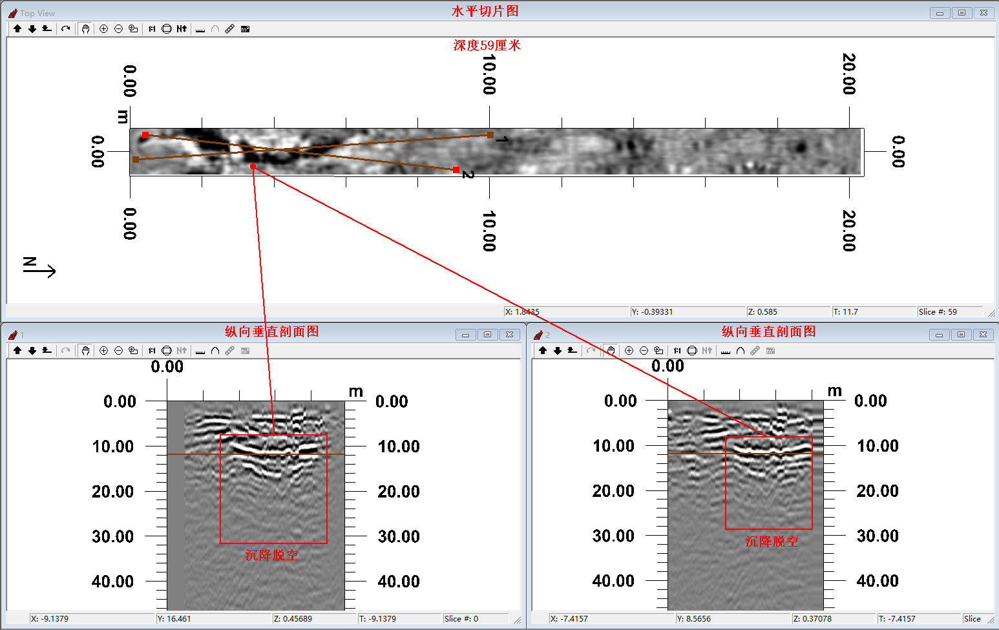 Top View
水平切片图
1:1
N
深度59厘米
0.00
10.00
20.00
m
0.00
0.00
1
2
0.00
10.00
20.00
N
X: 1.8435
Y: -0.39331
Z: 0.585
T: 11.7
Slice #: 59
1
纵向垂直剖面图
1:1
N
0.00
m
0.00
0.00
10.00
10.00
20.00
20.00
30.00
30.00
沉降脱空
40.00
40.00
X: -9.1379
Y: 16.461
Z: 0.45689
T: -9.1379
Slice #: 0
2
纵向垂直剖面图
1:1
N
0.00
m
0.00
0.00
10.00
10.00
20.00
20.00
30.00
30.00
沉降脱空
40.00
40.00
X: -7.4157
Y: 8.5656
Z: 0.37078
T: -7.4157
Slice